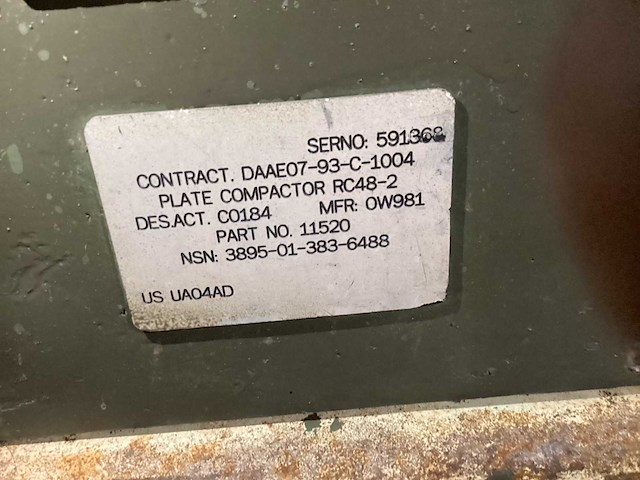 SERNO: 591368
CONTRACT. DAAE07-93-C-1004
PLATE COMPACTOR RC48-2
DES.ACT. C0184 MFR: 0W981
PART NO. 11520
NSN: 3895-01-383-6488
US UA04AD